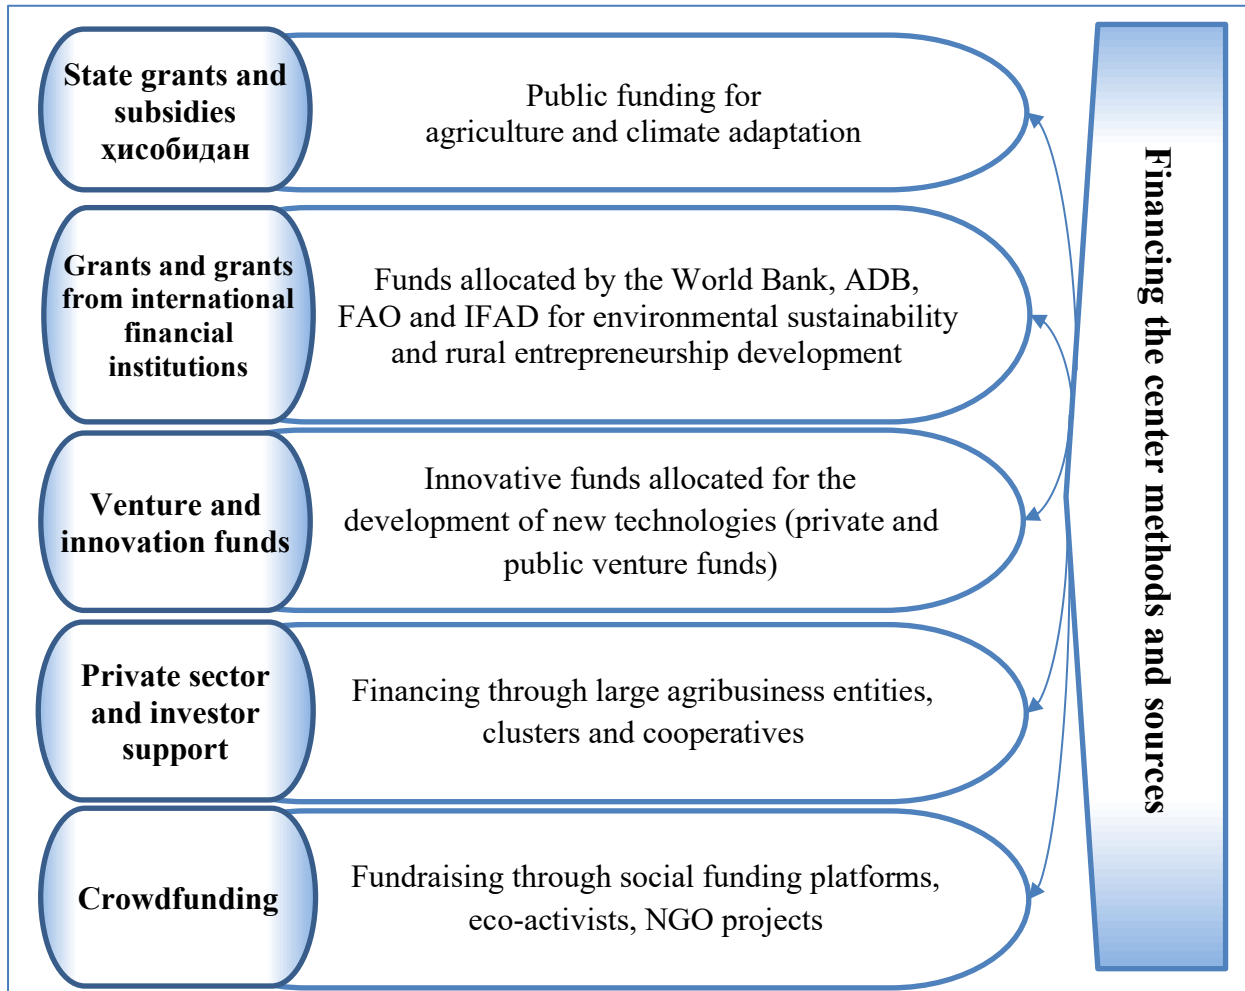 State grants and
subsidies
ҳисобидан
Public funding for
agriculture and climate adaptation
Grants and grants
from international
financial
institutions
Funds allocated by the World Bank, ADB,
FAO and IFAD for environmental sustainability
and rural entrepreneurship development
Venture and
innovation funds
Innovative funds allocated for the
development of new technologies (private and
public venture funds)
Private sector
and investor
support
Financing through large agribusiness entities,
clusters and cooperatives
Crowdfunding
Fundraising through social funding platforms,
eco-activists, NGO projects
Financing the center methods and sources